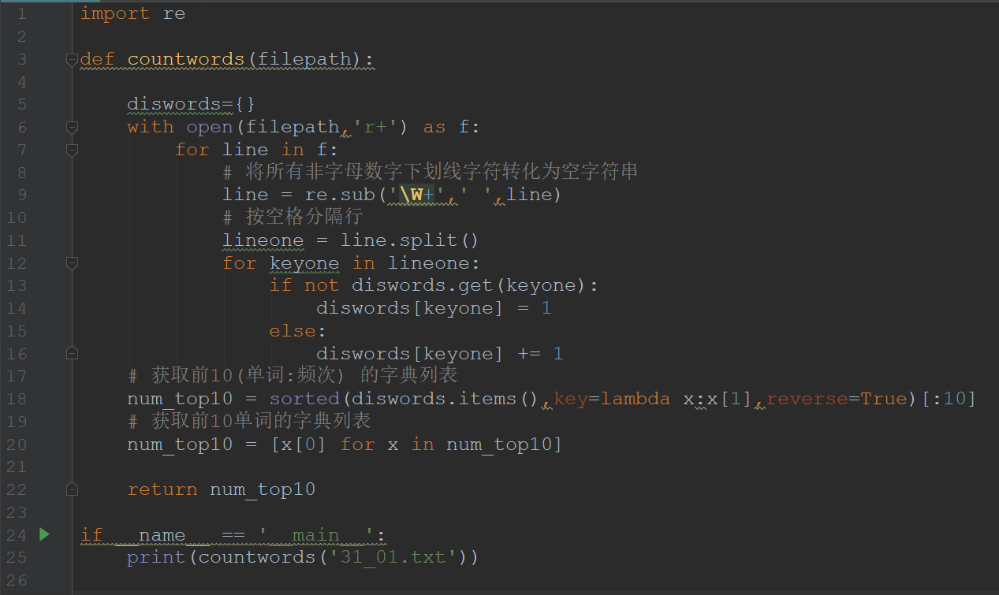 1 import re
2
3 def countwords(filepath):
4
5     diswords={}
6     with open(filepath,'r+') as f:
7         for line in f:
8             # 将所有非字母数字下划线字符转化为空字符串
9             line = re.sub('\W+',' ',line)
10             # 按空格分隔行
11             lineone = line.split()
12             for keyone in lineone:
13                 if not diswords.get(keyone):
14                     diswords[keyone] = 1
15                 else:
16                     diswords[keyone] += 1
17     # 获取前10(单词:频次) 的字典列表
18     num_top10 = sorted(diswords.items(),key=lambda x:x[1],reverse=True)[:10]
19     # 获取前10单词的字典列表
20     num_top10 = [x[0] for x in num_top10]
21
22     return num_top10
23
24 if __name__ == '__main__':
25     print(countwords('31_01.txt'))
26